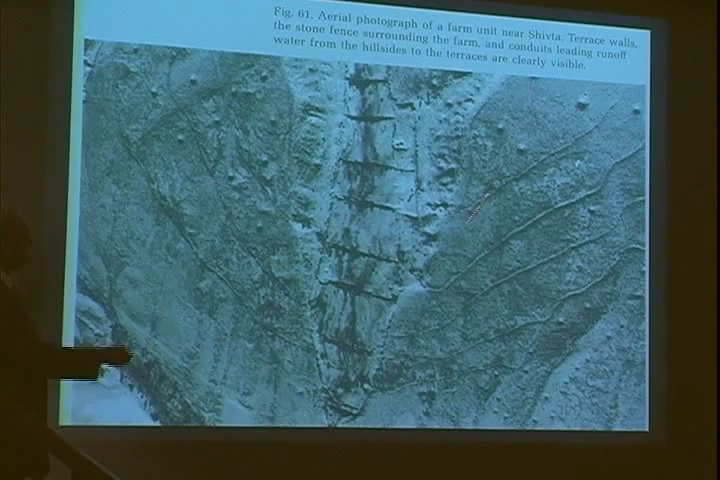 Fig. 61. Aerial photograph of a farm unit near Shivta. Terrace walls,
the stone fence surrounding the farm, and conduits leading runoff
water from the hillsides to the terraces are clearly visible.